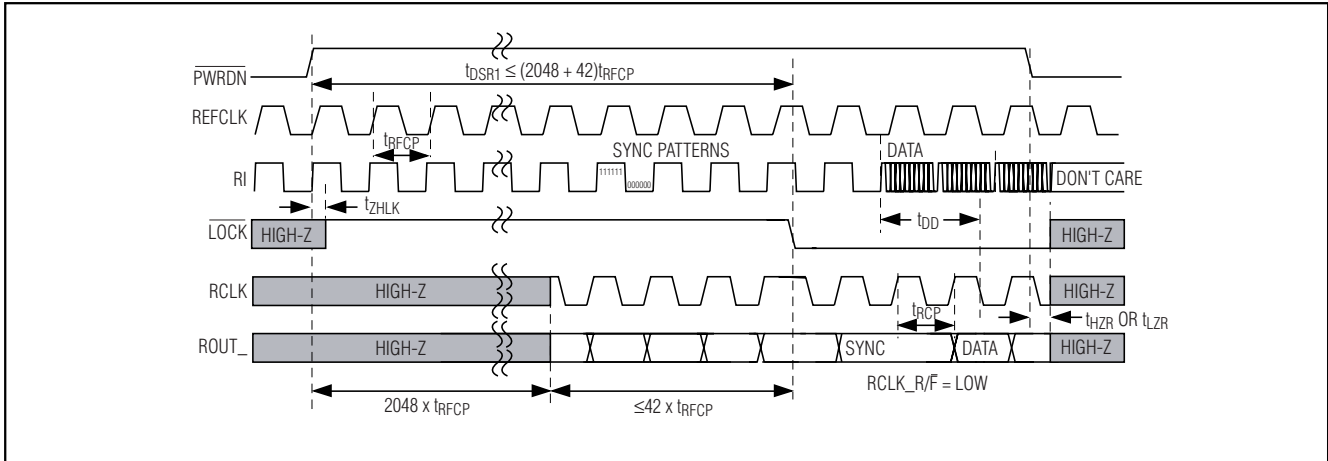 PWRDN
tDSR1 ≤ (2048 + 42)tRFCP
REFCLK
tRFCP
SYNC PATTERNS
DATA
RI
111111
000000
DON'T CARE
tZHLK
LOCK
HIGH-Z
tDD
HIGH-Z
RCLK
HIGH-Z
HIGH-Z
tRCP
tHZR OR tLZR
ROUT_
HIGH-Z
SYNC
DATA
HIGH-Z
RCLK_R/F̅ = LOW
2048 x tRFCP
≤42 x tRFCP